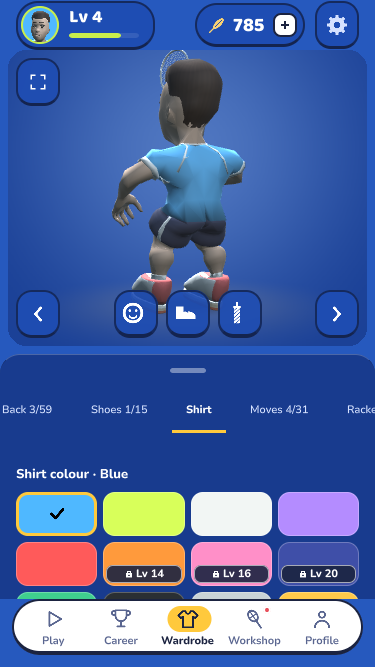 Lv 4
785
Back 3/59
Shoes 1/15
Shirt
Moves 4/31
Racke
Shirt colour · Blue
Lv 14
Lv 16
Lv 20
Play
Career
Wardrobe
Workshop
Profile